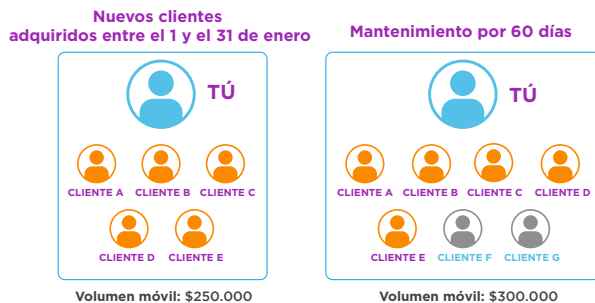 Nuevos clientes
adquiridos entre el 1 y el 31 de enero
TÚ
CLIENTE A CLIENTE B CLIENTE C
CLIENTE D CLIENTE E
Volumen móvil: $250.000
Mantenimiento por 60 días
TÚ
CLIENTE A CLIENTE B CLIENTE C CLIENTE D
CLIENTE E CLIENTE F CLIENTE G
Volumen móvil: $300.000